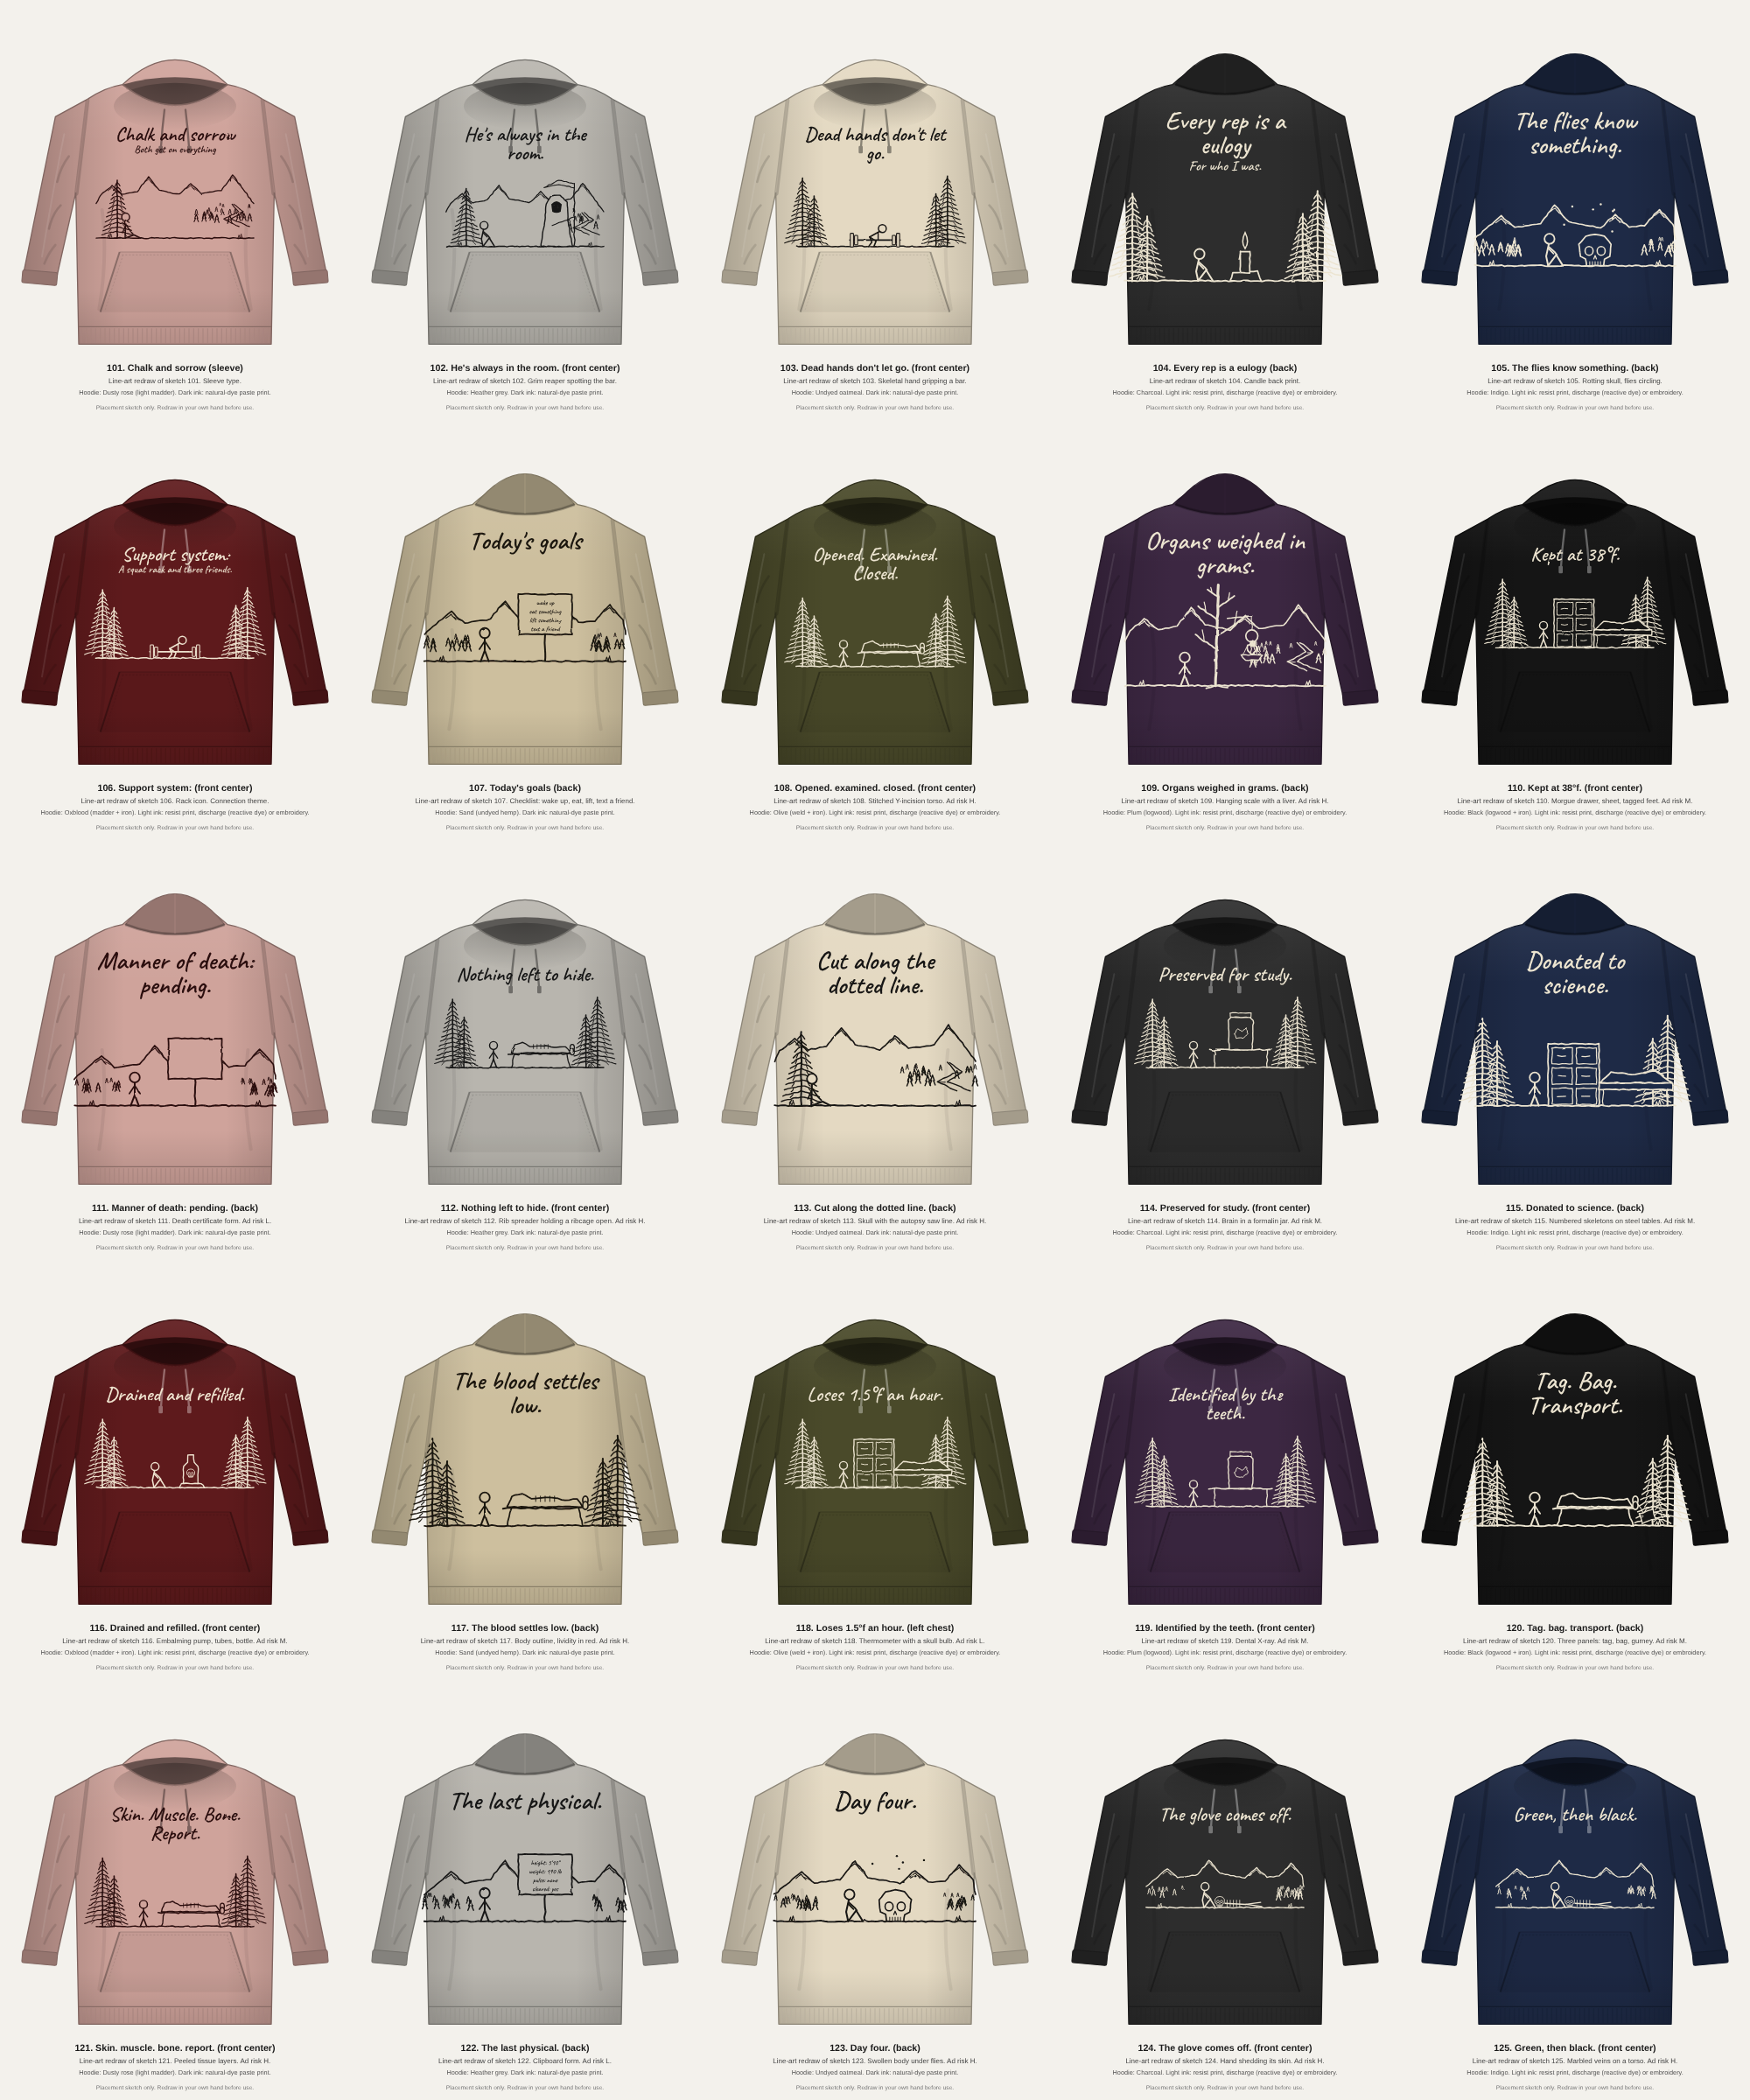 Chalk and sorrow
Both get on everything
101. Chalk and sorrow (sleeve)
Line-art redraw of sketch 101. Sleeve type.
Hoodie: Dusty rose (light madder). Dark ink: natural-dye paste print.
Placement sketch only. Redraw in your own hand before use.
He's always in the
room.
102. He's always in the room. (front center)
Line-art redraw of sketch 102. Grim reaper spotting the bar.
Hoodie: Heather grey. Dark ink: natural-dye paste print.
Placement sketch only. Redraw in your own hand before use.
Dead hands don't let
go.
103. Dead hands don't let go. (front center)
Line-art redraw of sketch 103. Skeletal hand gripping a bar.
Hoodie: Undyed oatmeal. Dark ink: natural-dye paste print.
Placement sketch only. Redraw in your own hand before use.
Every rep is a
eulogy
For who I was.
104. Every rep is a eulogy (back)
Line-art redraw of sketch 104. Candle back print.
Hoodie: Charcoal. Light ink: resist print, discharge (reactive dye) or embroidery.
Placement sketch only. Redraw in your own hand before use.
The flies know
something.
105. The flies know something. (back)
Line-art redraw of sketch 105. Rotting skull, flies circling.
Hoodie: Indigo. Light ink: resist print, discharge (reactive dye) or embroidery.
Placement sketch only. Redraw in your own hand before use.
Support system:
A squat rack and three friends.
106. Support system: (front center)
Line-art redraw of sketch 106. Rack icon. Connection theme.
Hoodie: Oxblood (madder + iron). Light ink: resist print, discharge (reactive dye) or embroidery.
Placement sketch only. Redraw in your own hand before use.
Today's goals
wake up
eat something
lift something
text a friend
107. Today's goals (back)
Line-art redraw of sketch 107. Checklist: wake up, eat, lift, text a friend.
Hoodie: Sand (undyed hemp). Dark ink: natural-dye paste print.
Placement sketch only. Redraw in your own hand before use.
Opened. Examined.
Closed.
108. Opened. examined. closed. (front center)
Line-art redraw of sketch 108. Stitched Y-incision torso. Ad risk H.
Hoodie: Olive (weld + iron). Light ink: resist print, discharge (reactive dye) or embroidery.
Placement sketch only. Redraw in your own hand before use.
Organs weighed in
grams.
109. Organs weighed in grams. (back)
Line-art redraw of sketch 109. Hanging scale with a liver. Ad risk H.
Hoodie: Plum (logwood). Light ink: resist print, discharge (reactive dye) or embroidery.
Placement sketch only. Redraw in your own hand before use.
Kept at 38°f.
110. Kept at 38°f. (front center)
Line-art redraw of sketch 110. Morgue drawer, sheet, tagged feet. Ad risk M.
Hoodie: Black (logwood + iron). Light ink: resist print, discharge (reactive dye) or embroidery.
Placement sketch only. Redraw in your own hand before use.
Manner of death:
pending.
111. Manner of death: pending. (back)
Line-art redraw of sketch 111. Death certificate form. Ad risk L.
Hoodie: Dusty rose (light madder). Dark ink: natural-dye paste print.
Placement sketch only. Redraw in your own hand before use.
Nothing left to hide.
112. Nothing left to hide. (front center)
Line-art redraw of sketch 112. Rib spreader holding a ribcage open. Ad risk H.
Hoodie: Heather grey. Dark ink: natural-dye paste print.
Placement sketch only. Redraw in your own hand before use.
Cut along the
dotted line.
113. Cut along the dotted line. (back)
Line-art redraw of sketch 113. Skull with the autopsy saw line. Ad risk H.
Hoodie: Undyed oatmeal. Dark ink: natural-dye paste print.
Placement sketch only. Redraw in your own hand before use.
Preserved for study.
114. Preserved for study. (front center)
Line-art redraw of sketch 114. Brain in a formalin jar. Ad risk M.
Hoodie: Charcoal. Light ink: resist print, discharge (reactive dye) or embroidery.
Placement sketch only. Redraw in your own hand before use.
Donated to
science.
115. Donated to science. (back)
Line-art redraw of sketch 115. Numbered skeletons on steel tables. Ad risk M.
Hoodie: Indigo. Light ink: resist print, discharge (reactive dye) or embroidery.
Placement sketch only. Redraw in your own hand before use.
Drained and refilled.
116. Drained and refilled. (front center)
Line-art redraw of sketch 116. Embalming pump, tubes, bottle. Ad risk M.
Hoodie: Oxblood (madder + iron). Light ink: resist print, discharge (reactive dye) or embroidery.
Placement sketch only. Redraw in your own hand before use.
The blood settles
low.
117. The blood settles low. (back)
Line-art redraw of sketch 117. Body outline, lividity in red. Ad risk H.
Hoodie: Sand (undyed hemp). Dark ink: natural-dye paste print.
Placement sketch only. Redraw in your own hand before use.
Loses 1.5°f an hour.
118. Loses 1.5°f an hour. (left chest)
Line-art redraw of sketch 118. Thermometer with a skull bulb. Ad risk L.
Hoodie: Olive (weld + iron). Light ink: resist print, discharge (reactive dye) or embroidery.
Placement sketch only. Redraw in your own hand before use.
Identified by the
teeth.
119. Identified by the teeth. (front center)
Line-art redraw of sketch 119. Dental X-ray. Ad risk M.
Hoodie: Plum (logwood). Light ink: resist print, discharge (reactive dye) or embroidery.
Placement sketch only. Redraw in your own hand before use.
Tag. Bag.
Transport.
120. Tag. bag. transport. (back)
Line-art redraw of sketch 120. Three panels: tag, bag, gurney. Ad risk M.
Hoodie: Black (logwood + iron). Light ink: resist print, discharge (reactive dye) or embroidery.
Placement sketch only. Redraw in your own hand before use.
Skin. Muscle. Bone.
Report.
121. Skin. muscle. bone. report. (front center)
Line-art redraw of sketch 121. Peeled tissue layers. Ad risk H.
Hoodie: Dusty rose (light madder). Dark ink: natural-dye paste print.
Placement sketch only. Redraw in your own hand before use.
The last physical.
pulse: none
cleared: yes
122. The last physical. (back)
Line-art redraw of sketch 122. Clipboard form. Ad risk L.
Hoodie: Heather grey. Dark ink: natural-dye paste print.
Placement sketch only. Redraw in your own hand before use.
Day four.
123. Day four. (back)
Line-art redraw of sketch 123. Swollen body under flies. Ad risk H.
Hoodie: Undyed oatmeal. Dark ink: natural-dye paste print.
Placement sketch only. Redraw in your own hand before use.
The glove comes off.
124. The glove comes off. (front center)
Line-art redraw of sketch 124. Hand shedding its skin. Ad risk H.
Hoodie: Charcoal. Light ink: resist print, discharge (reactive dye) or embroidery.
Placement sketch only. Redraw in your own hand before use.
Green, then black.
125. Green, then black. (front center)
Line-art redraw of sketch 125. Marbled veins on a torso. Ad risk H.
Hoodie: Indigo. Light ink: resist print, discharge (reactive dye) or embroidery.
Placement sketch only. Redraw in your own hand before use.